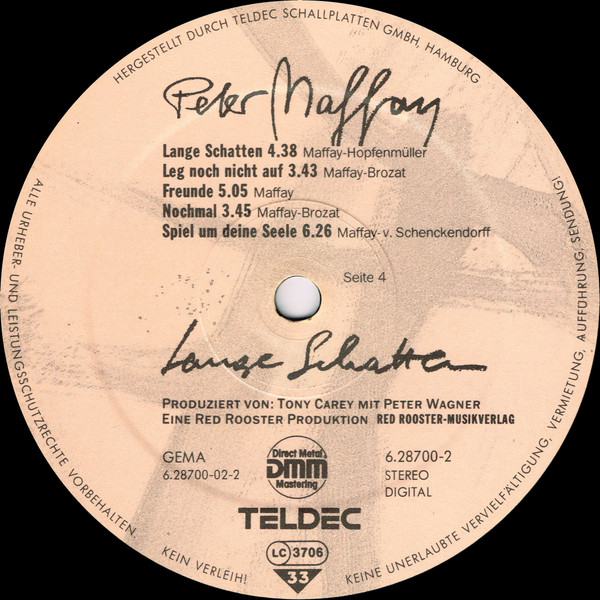 HERGESTELLT DURCH TELDEC SCHALLPLATTEN GMBH, HAMBURG
Peter Maffay
Lange Schatten 4.38 Maffay-Hopfenmüller
Leg noch nicht auf 3.43 Maffay-Brozat
Freunde 5.05 Maffay
Nochmal 3.45 Maffay-Brozat
Spiel um deine Seele 6.26 Maffay- v. Schenckendorff
Seite 4
Lange Schatten
PRODUZIERT VON: TONY CAREY MIT PETER WAGNER
EINE RED ROOSTER PRODUKTION RED ROOSTER-MUSIKVERLAG
GEMA
6.28700-02-2
Direct Metal
DMM
Mastering
6.28700-2
STEREO
DIGITAL
TELDEC
LC 3706
33
ALLE URHEBER- UND LEISTUNGSSCHUTZRECHTE VORBEHALTEN.
KEIN VERLEIH!
KEINE UNERLAUBTE VERVIELFÄLTIGUNG, VERMIETUNG, AUFFÜHRUNG, SENDUNG!